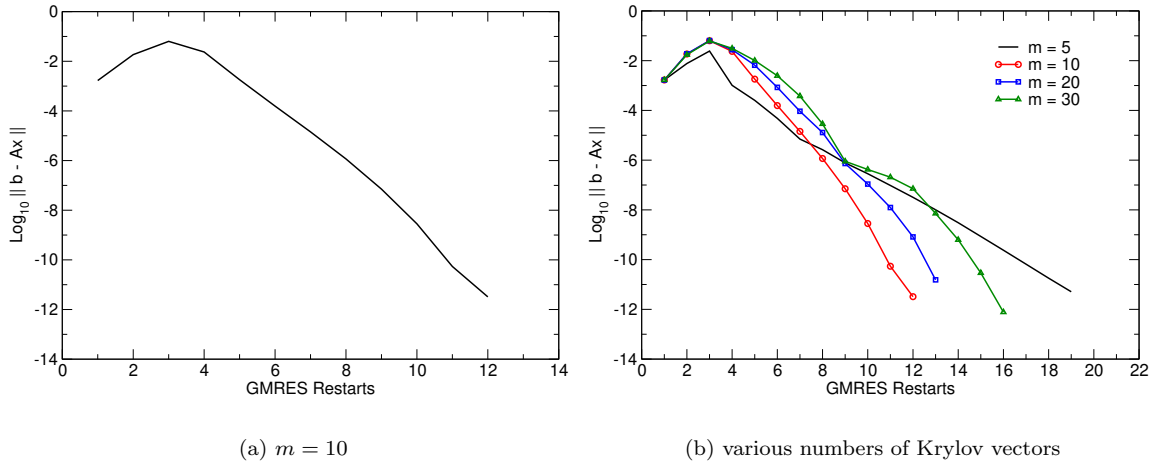 0
-2
-4
-6
-8
-10
-12
-14
Log10 || b - Ax ||
0 2 4 6 8 10 12 14
GMRES Restarts
(a) m = 10
0
-2
-4
-6
-8
-10
-12
-14
Log10 || b - Ax ||
m = 5
m = 10
m = 20
m = 30
0 2 4 6 8 10 12 14 16 18 20 22
GMRES Restarts
(b) various numbers of Krylov vectors